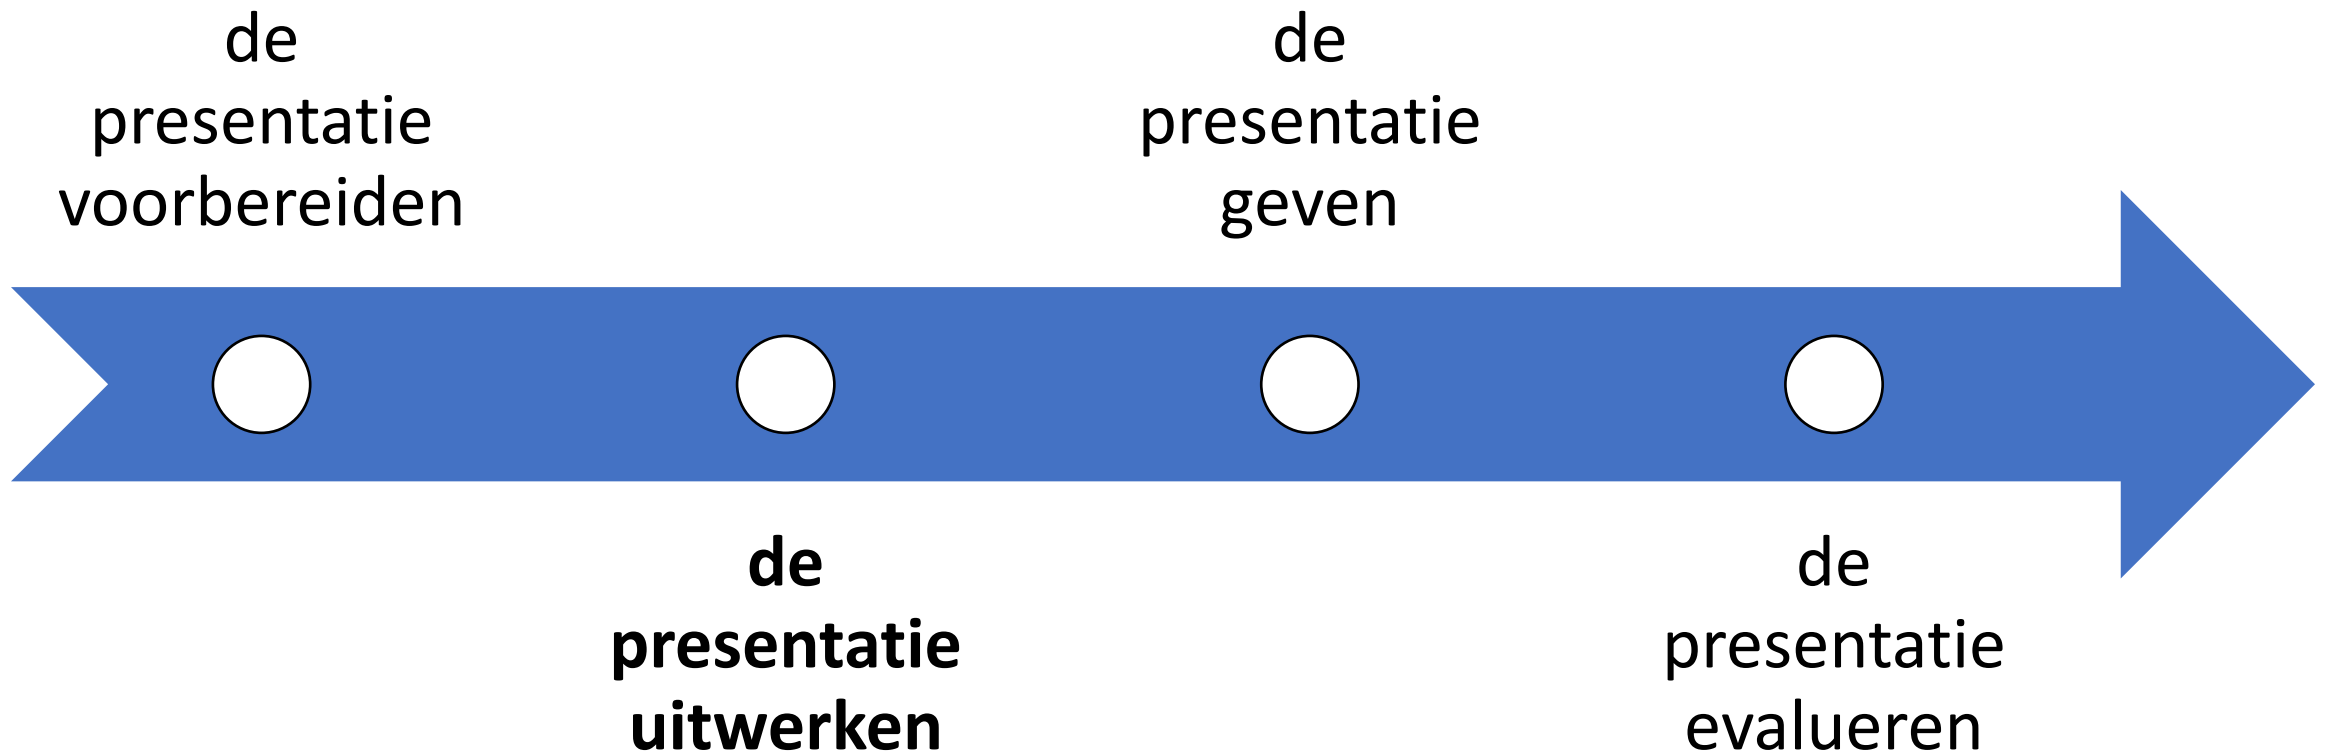 de
presentatie
voorbereiden
de
presentatie
uitwerken
de
presentatie
geven
de
presentatie
evalueren